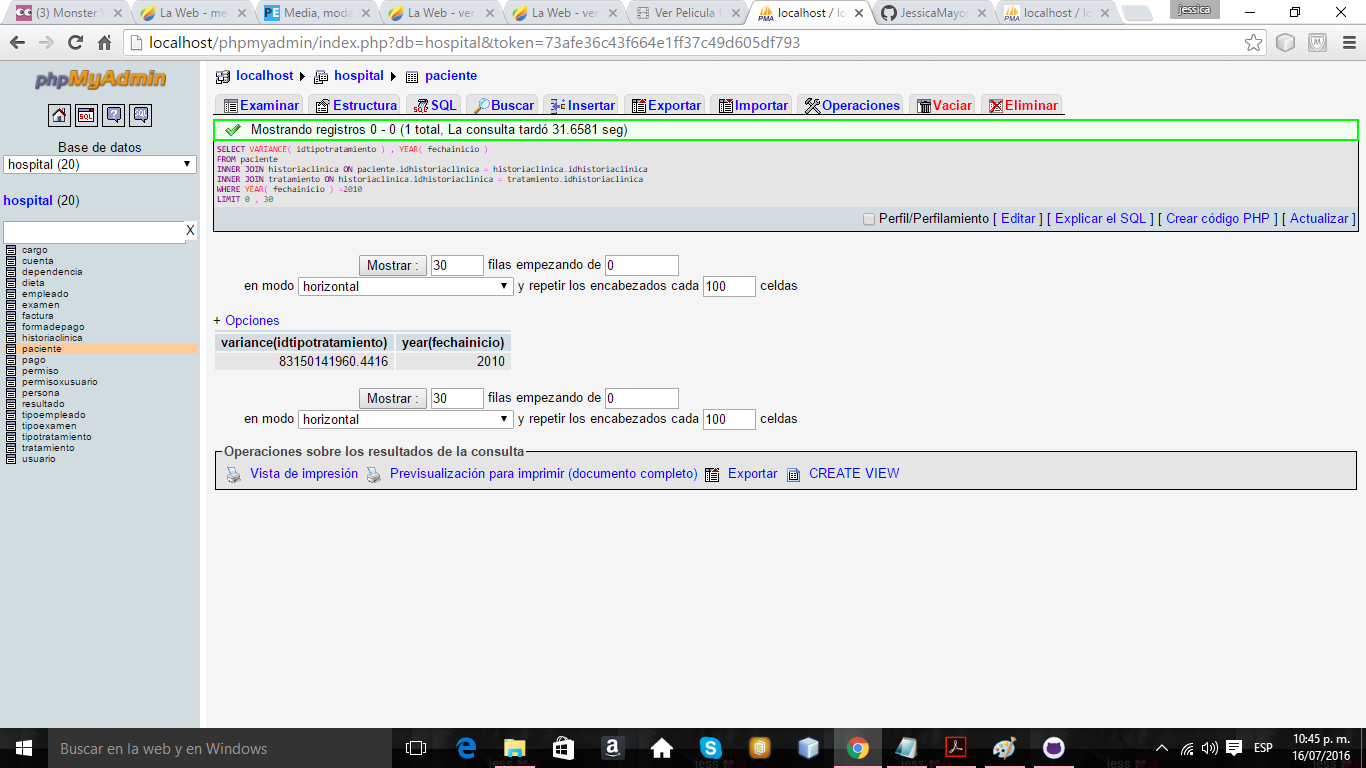 (3) Monster
La Web - me
Media, moda
La Web - ver
La Web - ver
Ver Pelicula
localhost / lo
JessicaMayo
localhost / lo
jessica
localhost/phpmyadmin/index.php?db=hospital&token=73afe36c43f664e1ff37c49d605df793
phpMyAdmin
Base de datos
hospital (20)
hospital (20)
X
cargo
cuenta
dependencia
dieta
empleado
examen
factura
formadepago
historiaclinica
paciente
pago
permiso
permisoxusuario
persona
resultado
tipoempleado
tipoexamen
tipotratamiento
tratamiento
usuario
localhost hospital paciente
Examinar Estructura SQL Buscar Insertar Exportar Importar Operaciones Vaciar Eliminar
Mostrando registros 0 - 0 (1 total, La consulta tardó 31.6581 seg)
SELECT VARIANCE( idtipotratamiento ) , YEAR( fechainicio )
FROM paciente
INNER JOIN historiaclinica ON paciente.idhistoriaclinica = historiaclinica.idhistoriaclinica
INNER JOIN tratamiento ON historiaclinica.idhistoriaclinica = tratamiento.idhistoriaclinica
WHERE YEAR( fechainicio ) =2010
LIMIT 0 , 30
Perfil/Perfilamiento [ Editar ] [ Explicar el SQL ] [ Crear código PHP ] [ Actualizar ]
Mostrar : 30 filas empezando de 0
en modo horizontal y repetir los encabezados cada 100 celdas
+ Opciones
variance(idtipotratamiento) year(fechainicio)
83150141960.4416 2010
Mostrar : 30 filas empezando de 0
en modo horizontal y repetir los encabezados cada 100 celdas
Operaciones sobre los resultados de la consulta
Vista de impresión Previsualización para imprimir (documento completo) Exportar CREATE VIEW
Buscar en la web y en Windows
ESP
10:45 p. m.
16/07/2016